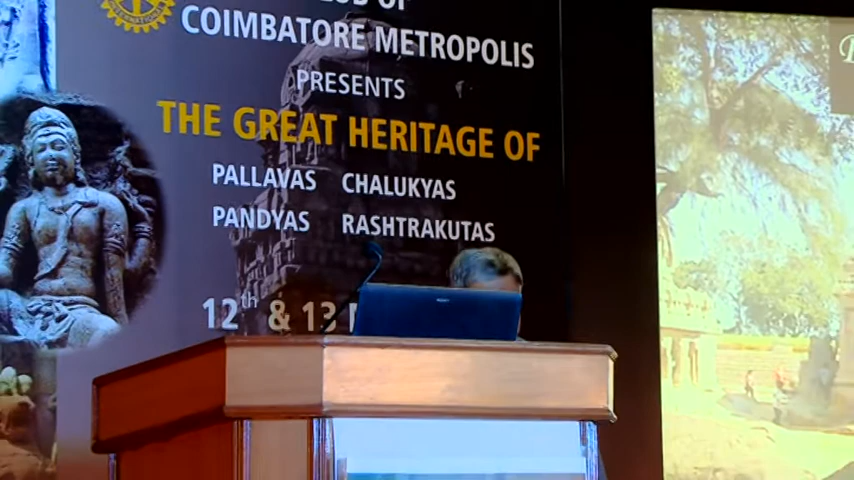 COIMBATORE METROPOLIS
PRESENTS
THE GREAT HERITAGE OF
PALLAVAS CHALUKYAS
PANDYAS RASHTRAKUTAS
12th & 13